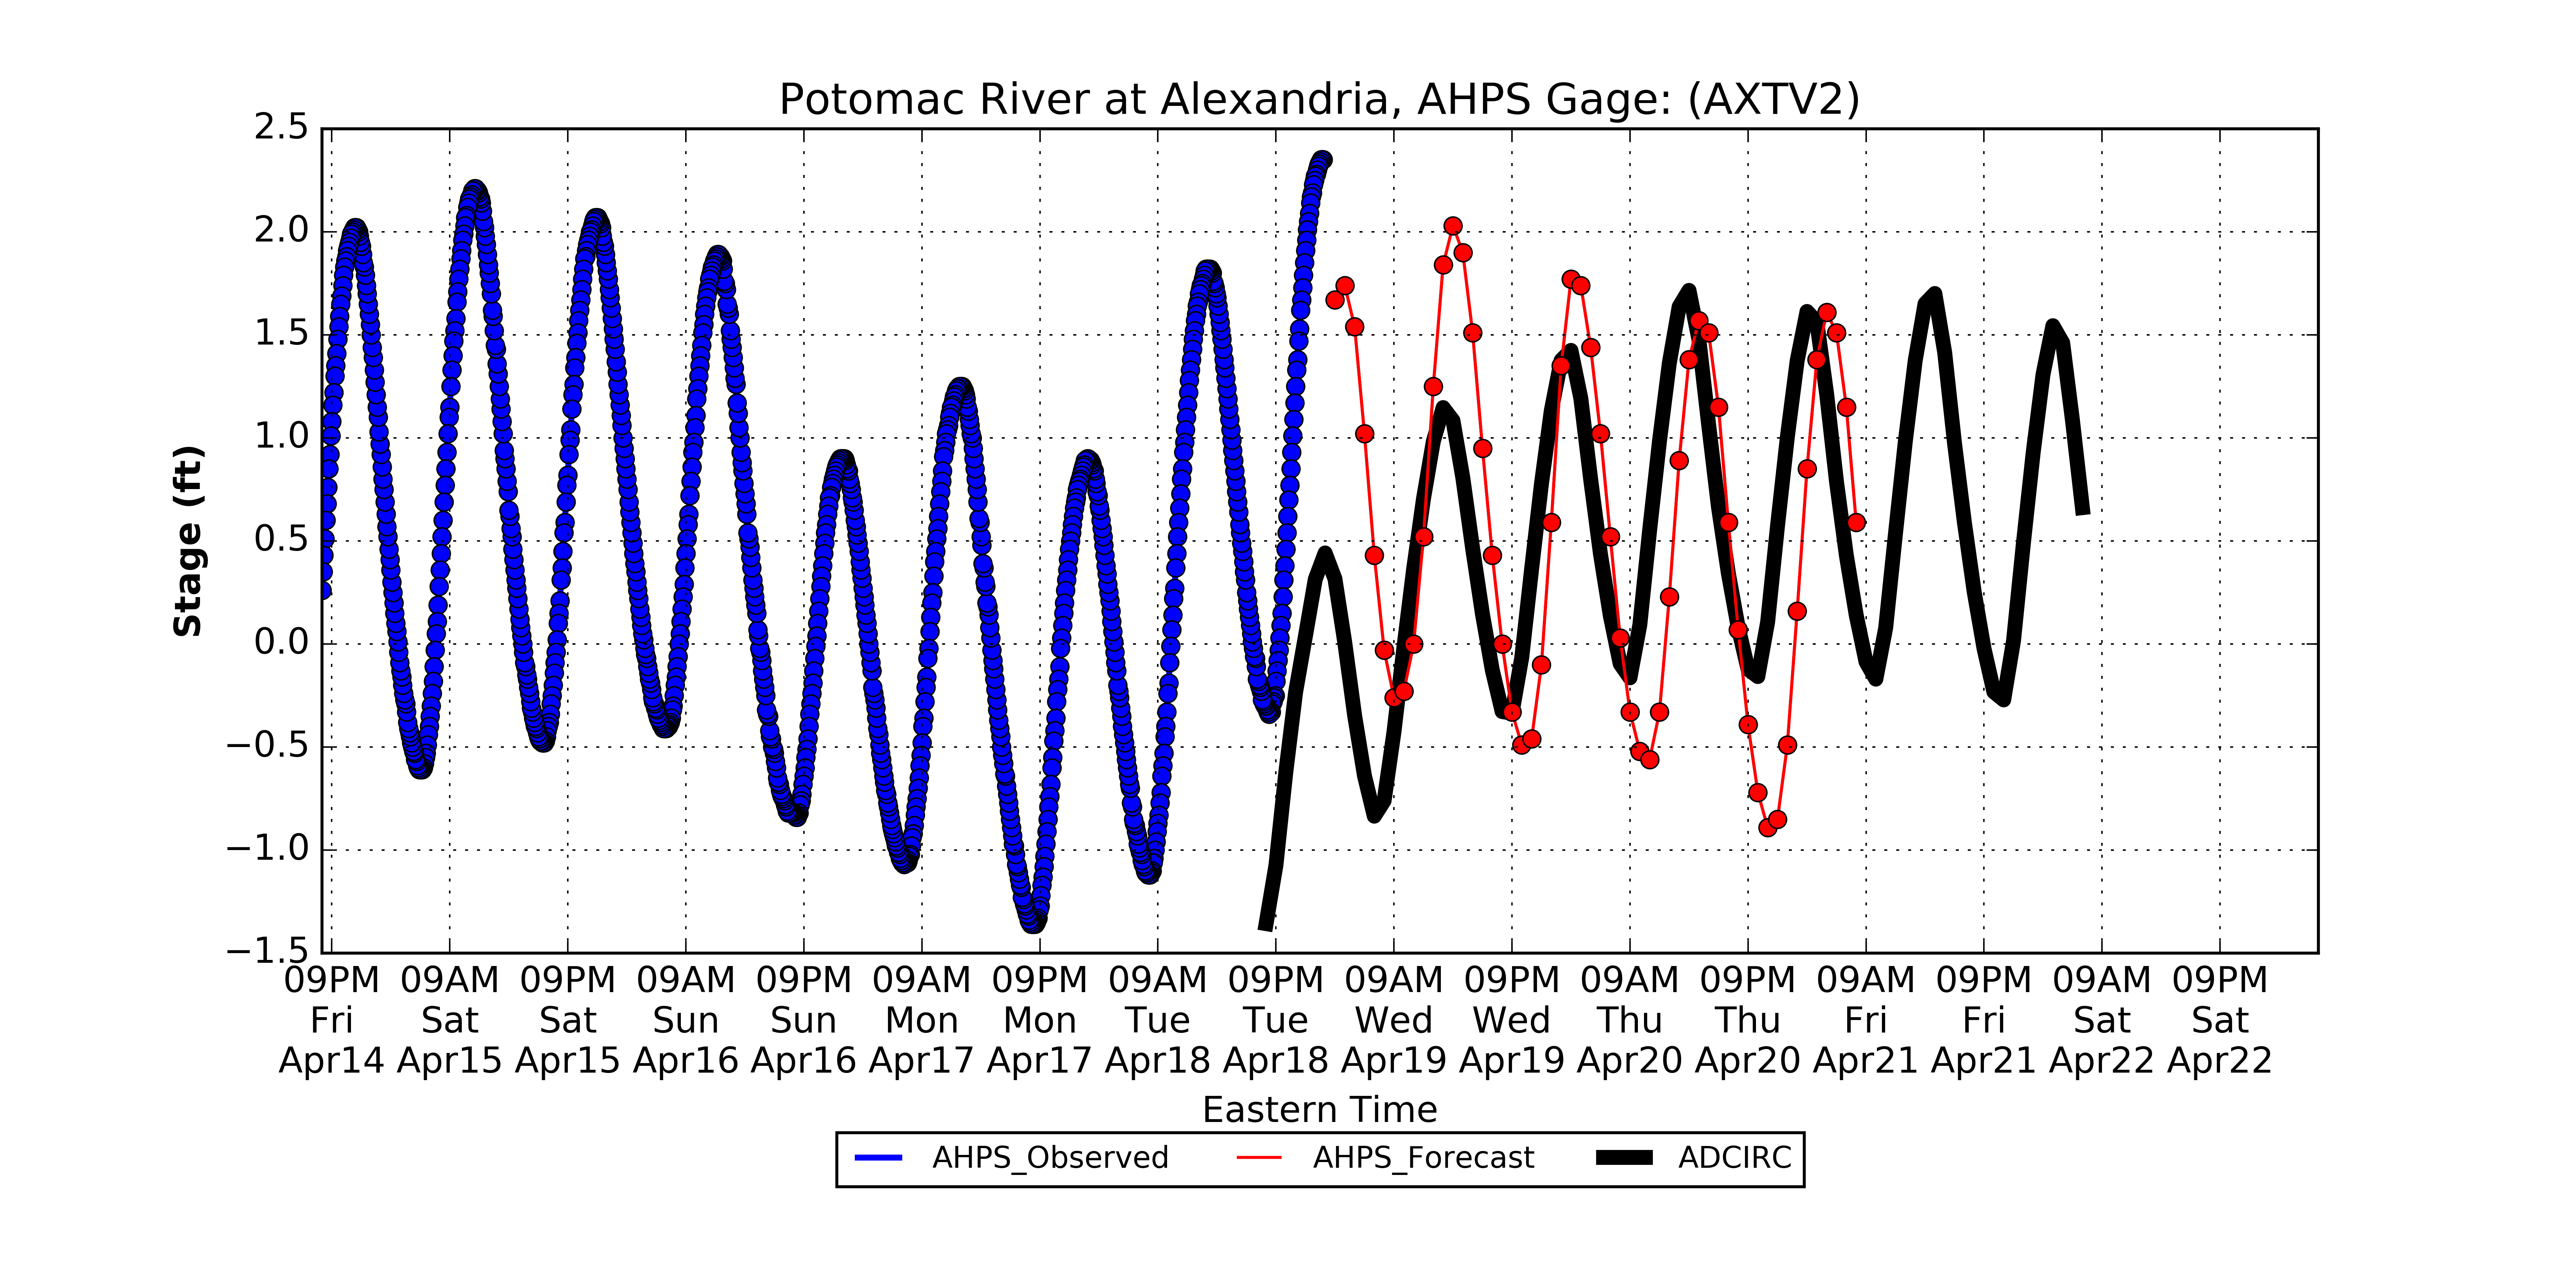 Potomac River at Alexandria, AHPS Gage: (AXTV2)
2.5
2.0
1.5
1.0
0.5
0.0
−0.5
−1.0
−1.5
Stage (ft)
09PM 09AM 09PM 09AM 09PM 09AM 09PM 09AM 09PM 09AM 09PM 09AM 09PM 09AM 09PM 09AM 09PM
Fri Sat Sat Sun Sun Mon Mon Tue Tue Wed Wed Thu Thu Fri Fri Sat Sat
Apr14 Apr15 Apr15 Apr16 Apr16 Apr17 Apr17 Apr18 Apr18 Apr19 Apr19 Apr20 Apr20 Apr21 Apr21 Apr22 Apr22
Eastern Time
AHPS_Observed AHPS_Forecast ADCIRC